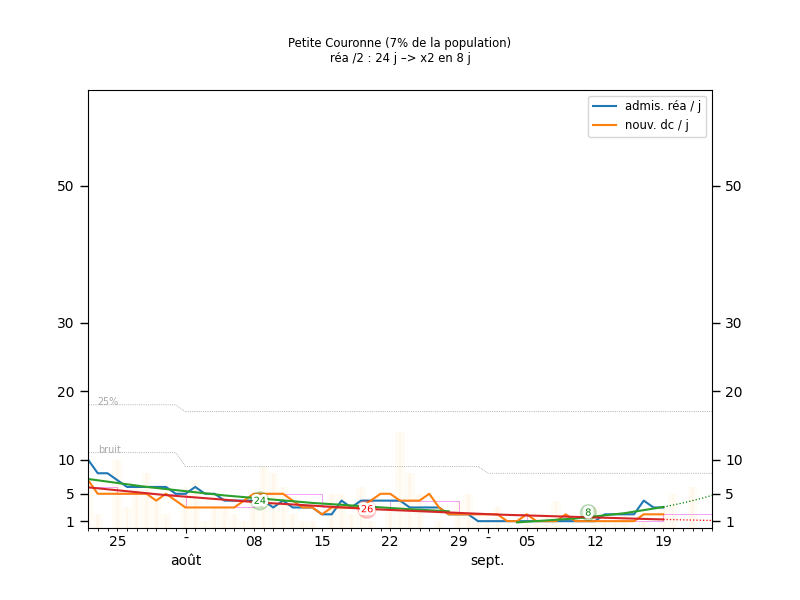 Petite Couronne (7% de la population)
réa /2 : 24 j –> x2 en 8 j
admis. réa / j
nouv. dc / j
50 50
30 30
20 20
25%
10 10
bruit
5 5
1 1
24
26
8
25 - 08 15 22 29 - 05 12 19
août sept.